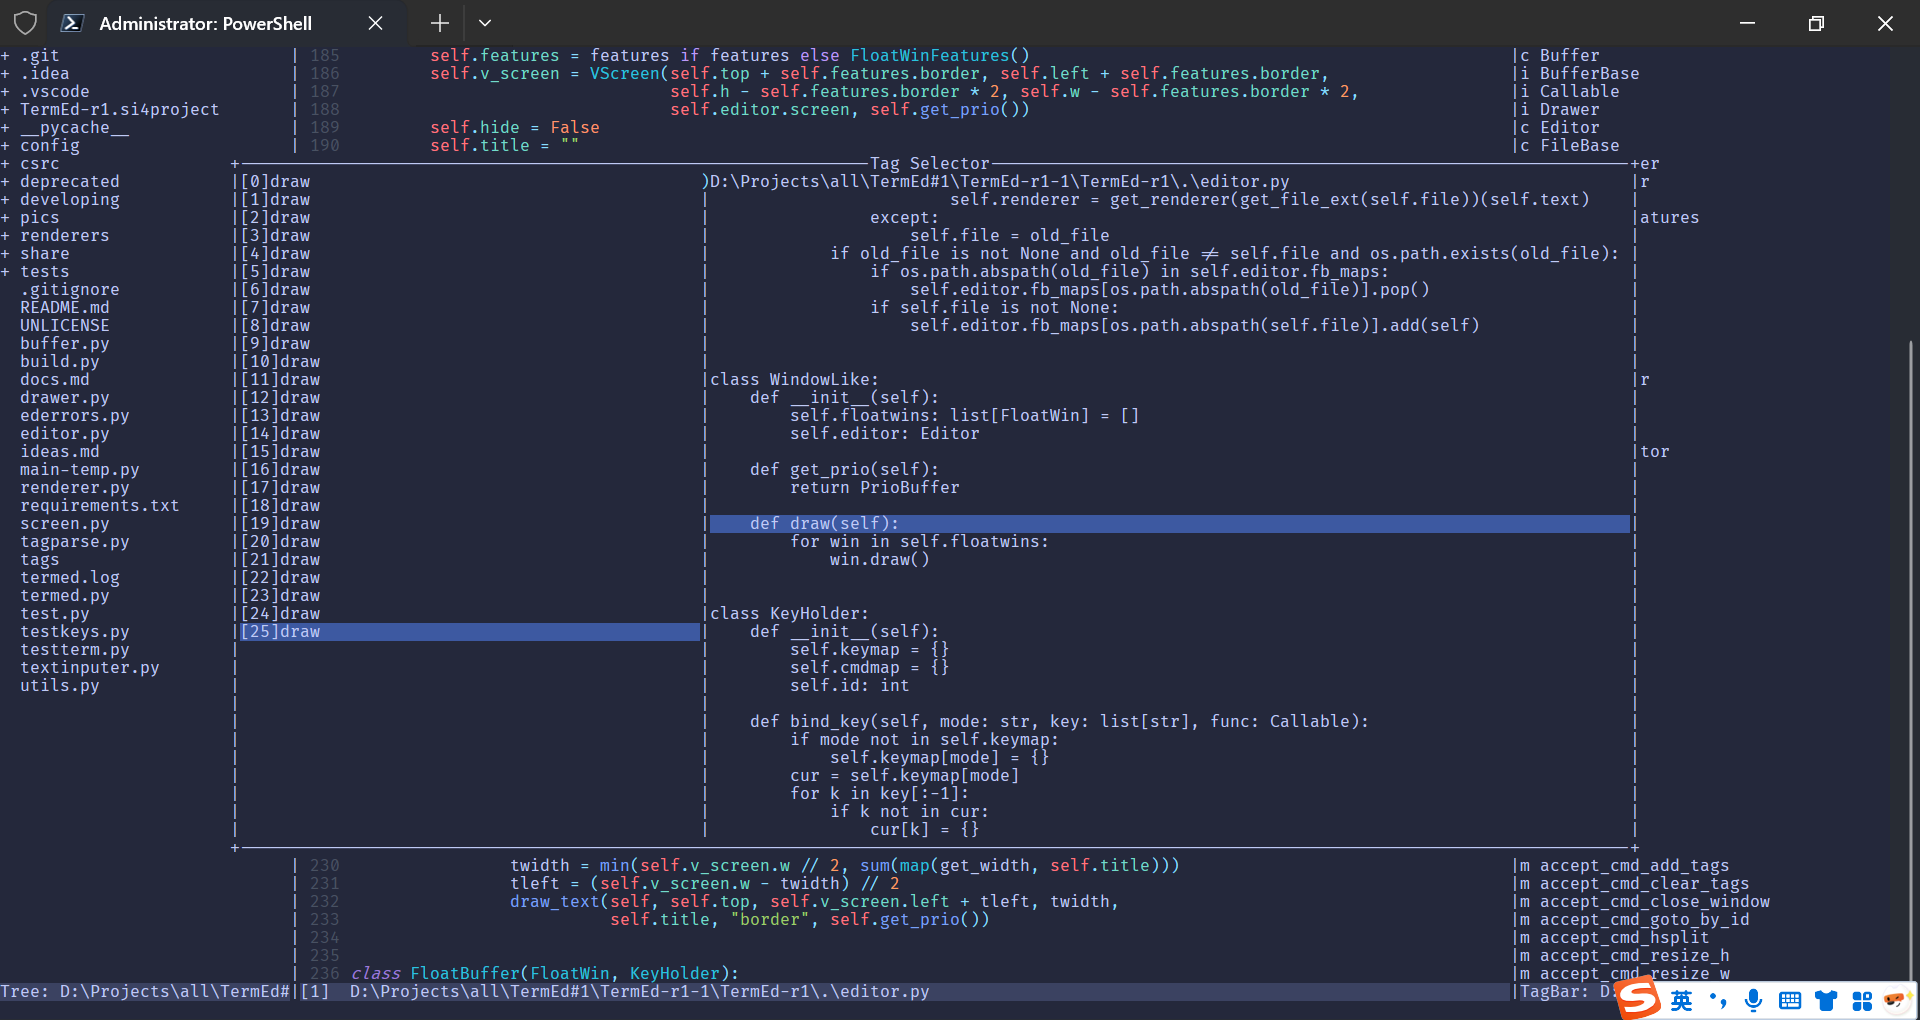 Administrator: PowerShell
+ .git | 185 self.features = features if features else FloatWinFeatures() |c Buffer
+ .idea | 186 self.v_screen = VScreen(self.top + self.features.border, self.left + self.features.border, |i BufferBase
+ .vscode | 187 self.h - self.features.border * 2, self.w - self.features.border * 2, |i Callable
+ TermEd-r1.si4project | 188 self.editor.screen, self.get_prio()) |i Drawer
+ __pycache__ | 189 self.hide = False |c Editor
+ config | 190 self.title = "" |c FileBase
+ csrc +Tag Selector+er
+ deprecated |[0]draw )D:\Projects\all\TermEd#1\TermEd-r1-1\TermEd-r1\.\editor.py |r
+ developing |[1]draw | self.renderer = get_renderer(get_file_ext(self.file))(self.text) |
+ pics |[2]draw | except: |atures
+ renderers |[3]draw | self.file = old_file |
+ share |[4]draw | if old_file is not None and old_file ≠ self.file and os.path.exists(old_file): |
+ tests |[5]draw | if os.path.abspath(old_file) in self.editor.fb_maps: |
.gitignore |[6]draw | self.editor.fb_maps[os.path.abspath(old_file)].pop() |
README.md |[7]draw | if self.file is not None: |
UNLICENSE |[8]draw | self.editor.fb_maps[os.path.abspath(self.file)].add(self) |
buffer.py |[9]draw | |
build.py |[10]draw | |
docs.md |[11]draw |class WindowLike: |r
drawer.py |[12]draw | def __init__(self): |
ederrors.py |[13]draw | self.floatwins: list[FloatWin] = [] |
editor.py |[14]draw | self.editor: Editor |
ideas.md |[15]draw | |tor
main-temp.py |[16]draw | def get_prio(self): |
renderer.py |[17]draw | return PrioBuffer |
requirements.txt |[18]draw | |
screen.py |[19]draw | def draw(self): |
tagparse.py |[20]draw | for win in self.floatwins: |
tags |[21]draw | win.draw() |
termed.log |[22]draw | |
termed.py |[23]draw | |
test.py |[24]draw |class KeyHolder: |
testkeys.py |[25]draw | def __init__(self): |
testterm.py | | self.keymap = {} |
textinputer.py | | self.cmdmap = {} |
utils.py | | self.id: int |
| | |
| | def bind_key(self, mode: str, key: list[str], func: Callable): |
| | if mode not in self.keymap: |
| | self.keymap[mode] = {} |
| | cur = self.keymap[mode] |
| | for k in key[:-1]: |
| | if k not in cur: |
| | cur[k] = {} |
| 230 twidth = min(self.v_screen.w // 2, sum(map(get_width, self.title))) |m accept_cmd_add_tags
| 231 tleft = (self.v_screen.w - twidth) // 2 |m accept_cmd_clear_tags
| 232 draw_text(self, self.top, self.v_screen.left + tleft, twidth, |m accept_cmd_close_window
| 233 self.title, "border", self.get_prio()) |m accept_cmd_goto_by_id
| 234 |m accept_cmd_hsplit
| 235 |m accept_cmd_resize_h
| 236 class FloatBuffer(FloatWin, KeyHolder): |m accept_cmd_resize_w
Tree: D:\Projects\all\TermEd#|[1] D:\Projects\all\TermEd#1\TermEd-r1-1\TermEd-r1\.\editor.py |TagBar: D:
英